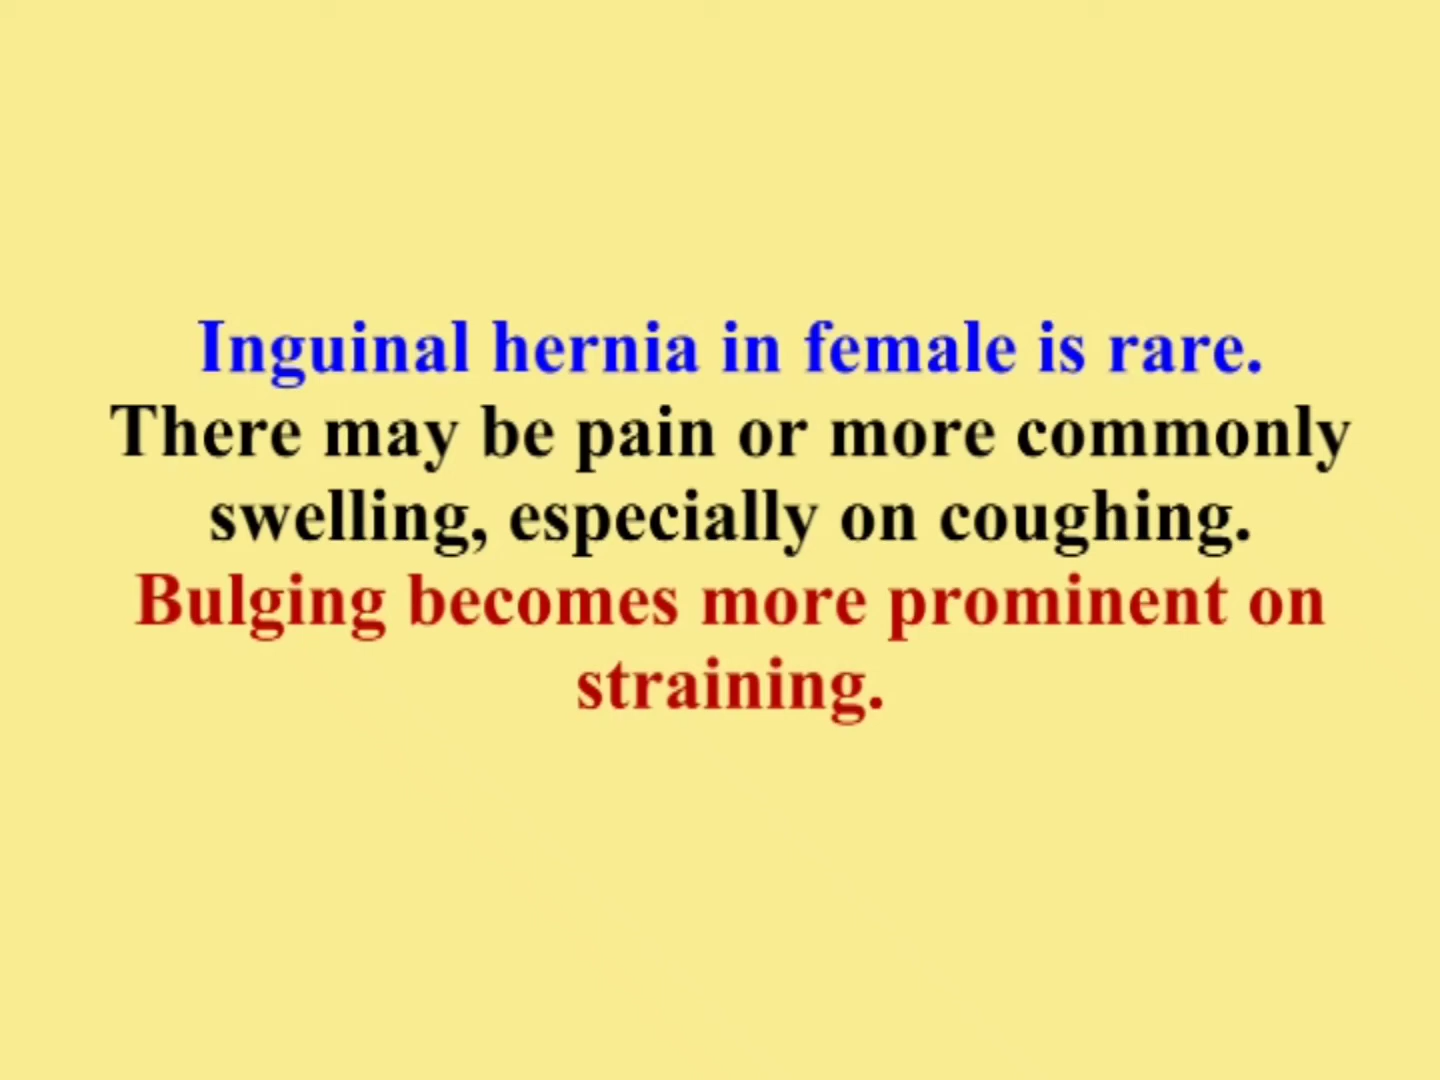 Inguinal hernia in female is rare.
There may be pain or more commonly
swelling, especially on coughing.
Bulging becomes more prominent on
straining.